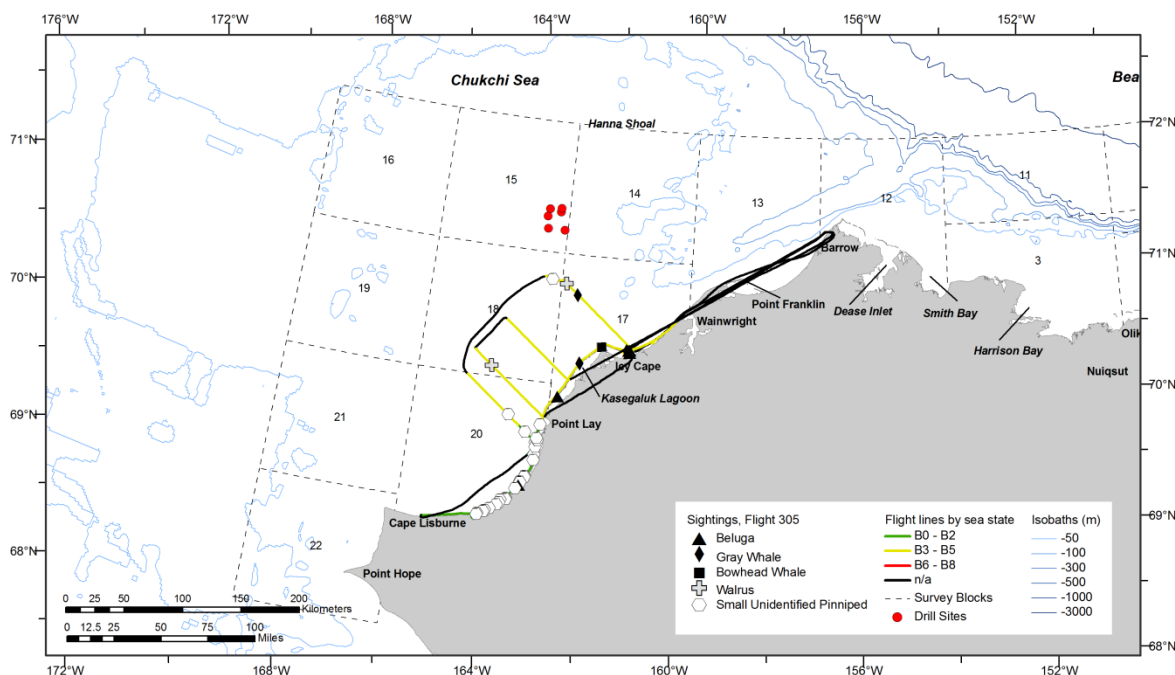 176°W 168°W 164°W 160°W 156°W 152°W
Chukchi Sea
Bea
72°N
71°N
Hanna Shoal
16
15
14
13
12
11
3
71°N
70°N
Barrow
19
18
17
Point Franklin
Wainwright
Dease Inlet
Smith Bay
Harrison Bay
Olik
Nuiqsut
70°N
Icy Cape
Kasegaluk Lagoon
69°N
Point Lay
21
20
69°N
Cape Lisburne
68°N
22
Point Hope
0 25 50 100 150 200
Kilometers
0 12.5 25 50 75 100
Miles
Sightings, Flight 305
Beluga
Gray Whale
Bowhead Whale
Walrus
Small Unidentified Pinniped
Flight lines by sea state
B0 - B2
B3 - B5
B6 - B8
n/a
Survey Blocks
Drill Sites
Isobaths (m)
-50
-100
-300
-500
-1000
-3000
68°N
172°W 168°W 164°W 160°W 156°W 152°W